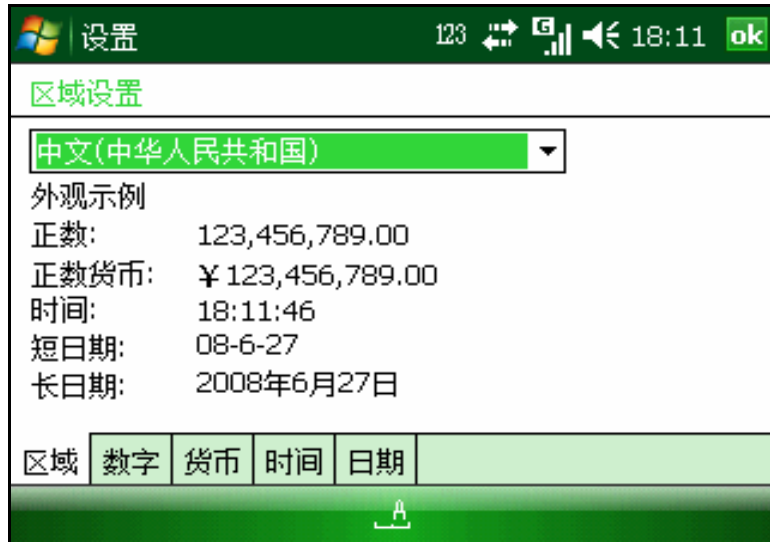 设置 123 G 18:11 ok
区域设置
中文(中华人民共和国)
外观示例
正数: 123,456,789.00
正数货币: ￥123,456,789.00
时间: 18:11:46
短日期: 08-6-27
长日期: 2008年6月27日
区域 数字 货币 时间 日期
A